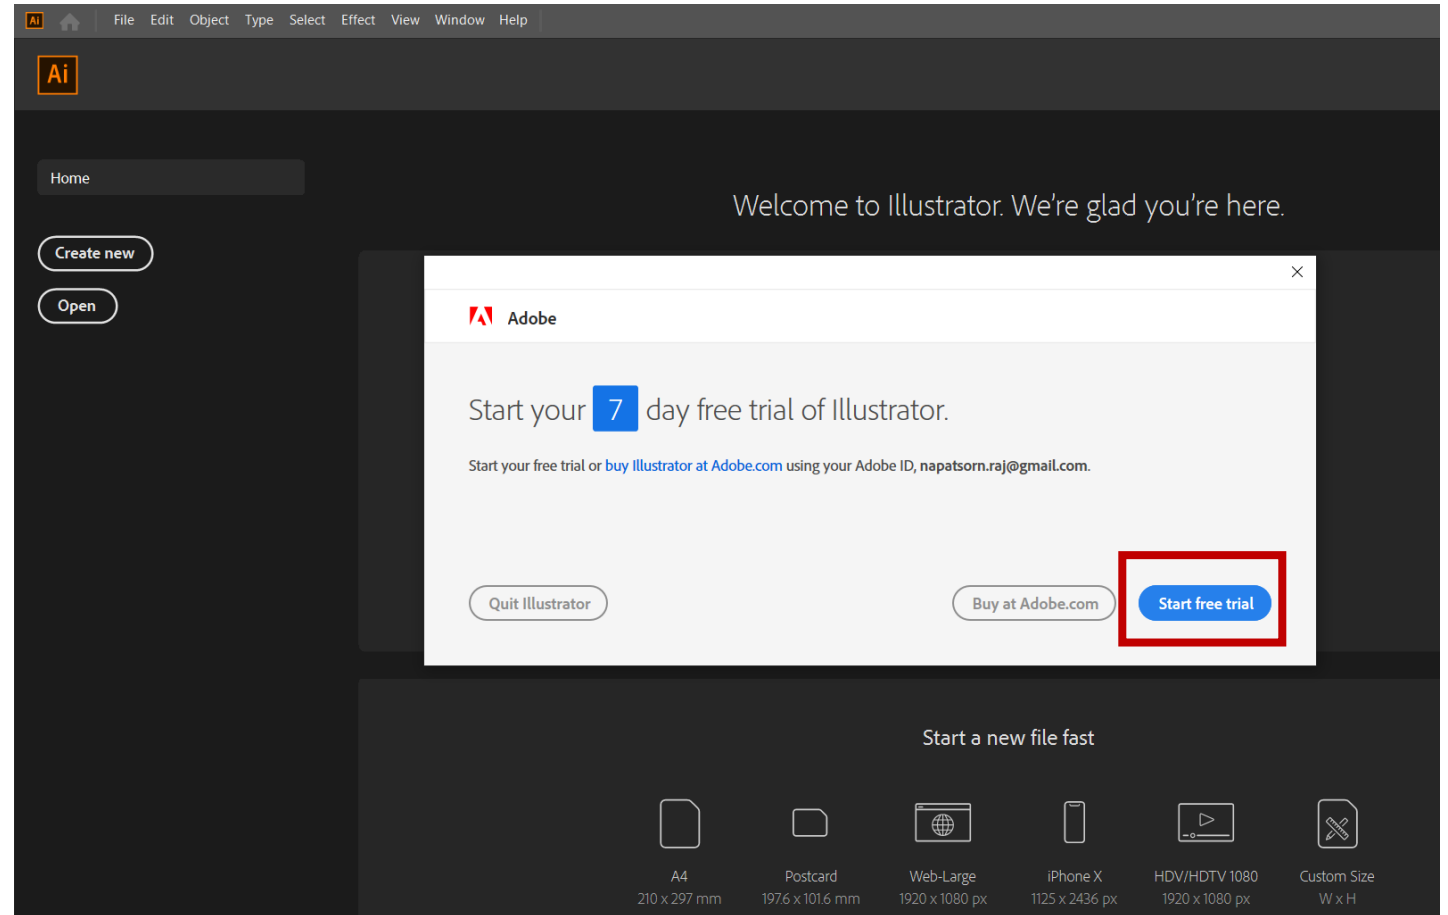 Ai
File Edit Object Type Select Effect View Window Help
Ai
Home
Create new
Open
Welcome to Illustrator. We're glad you're here.
Adobe
Start your 7 day free trial of Illustrator.
Start your free trial or buy Illustrator at Adobe.com using your Adobe ID, napatsorn.raj@gmail.com.
Quit Illustrator
Buy at Adobe.com
Start free trial
Start a new file fast
A4
210 x 297 mm
Postcard
197.6 x 101.6 mm
Web-Large
1920 x 1080 px
iPhone X
1125 x 2436 px
HDV/HDTV 1080
1920 x 1080 px
Custom Size
W x H